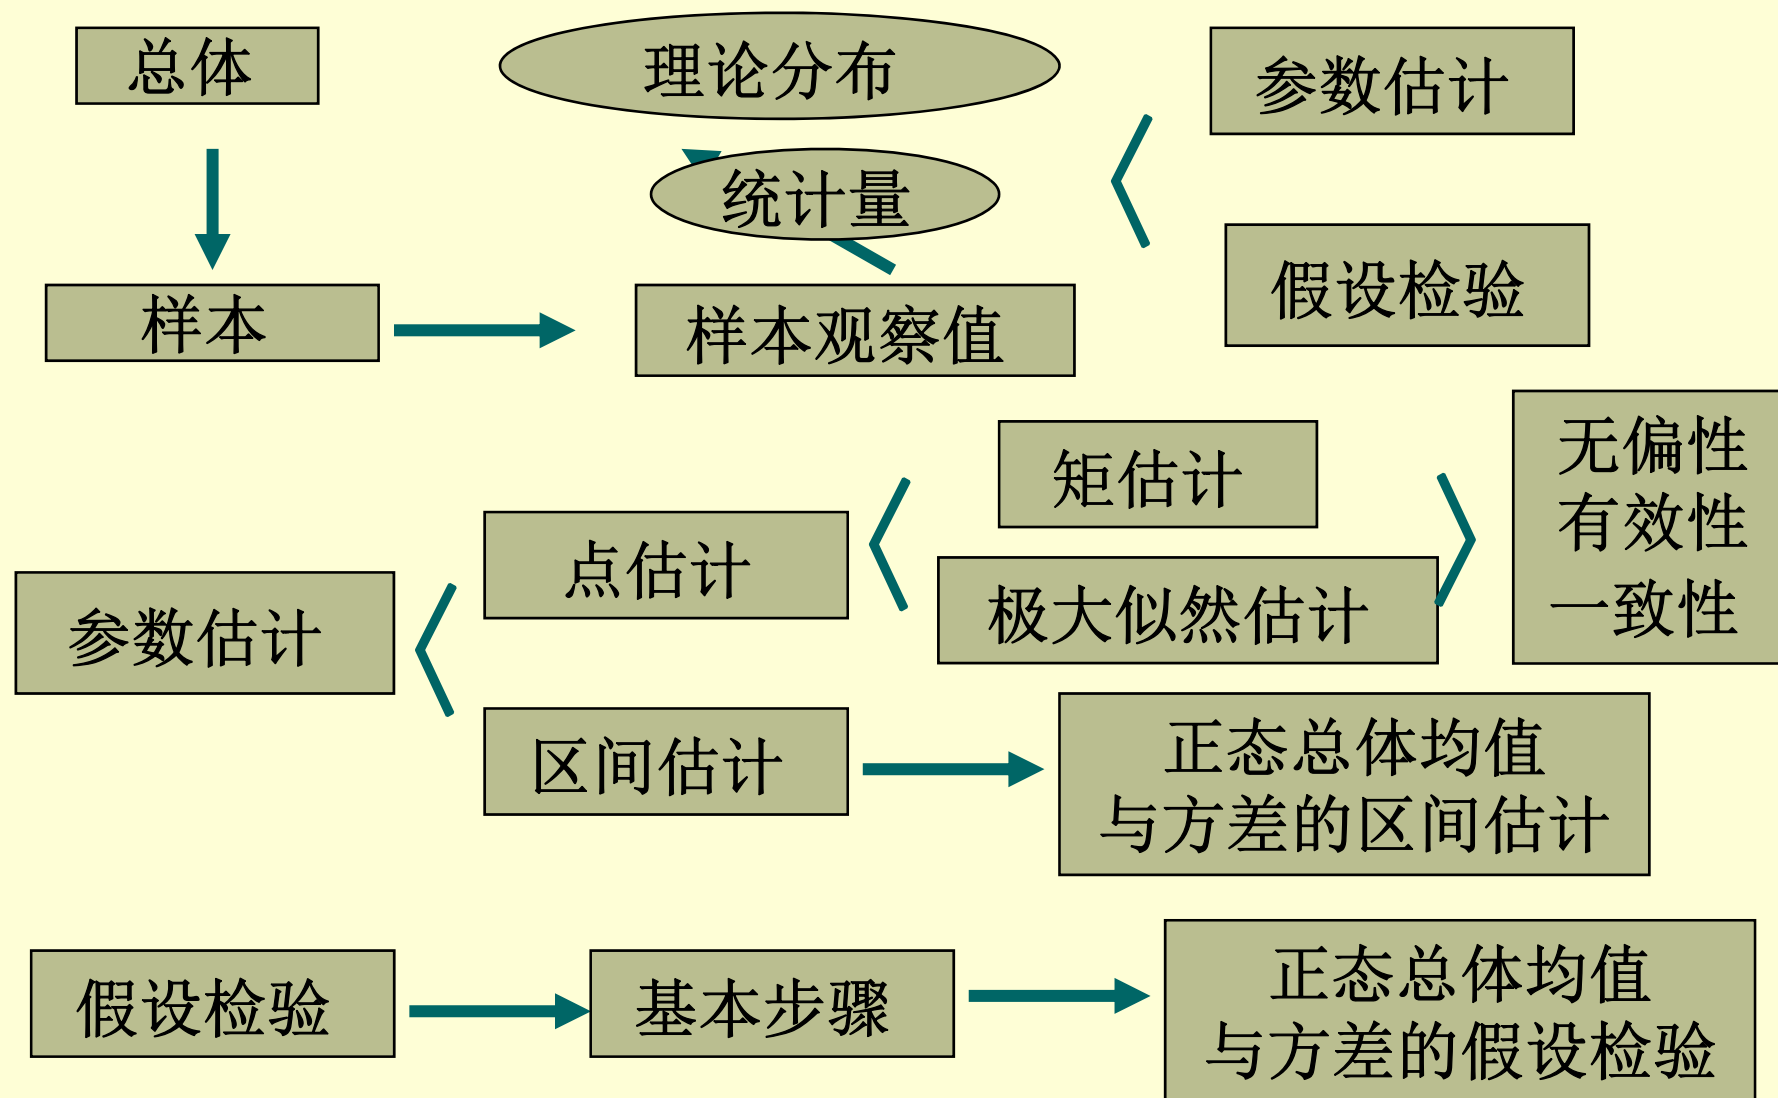 总体
理论分布
参数估计
统计量
假设检验
样本
样本观察值
矩估计
无偏性
有效性
一致性
点估计
极大似然估计
参数估计
区间估计
正态总体均值
与方差的区间估计
假设检验
基本步骤
正态总体均值
与方差的假设检验